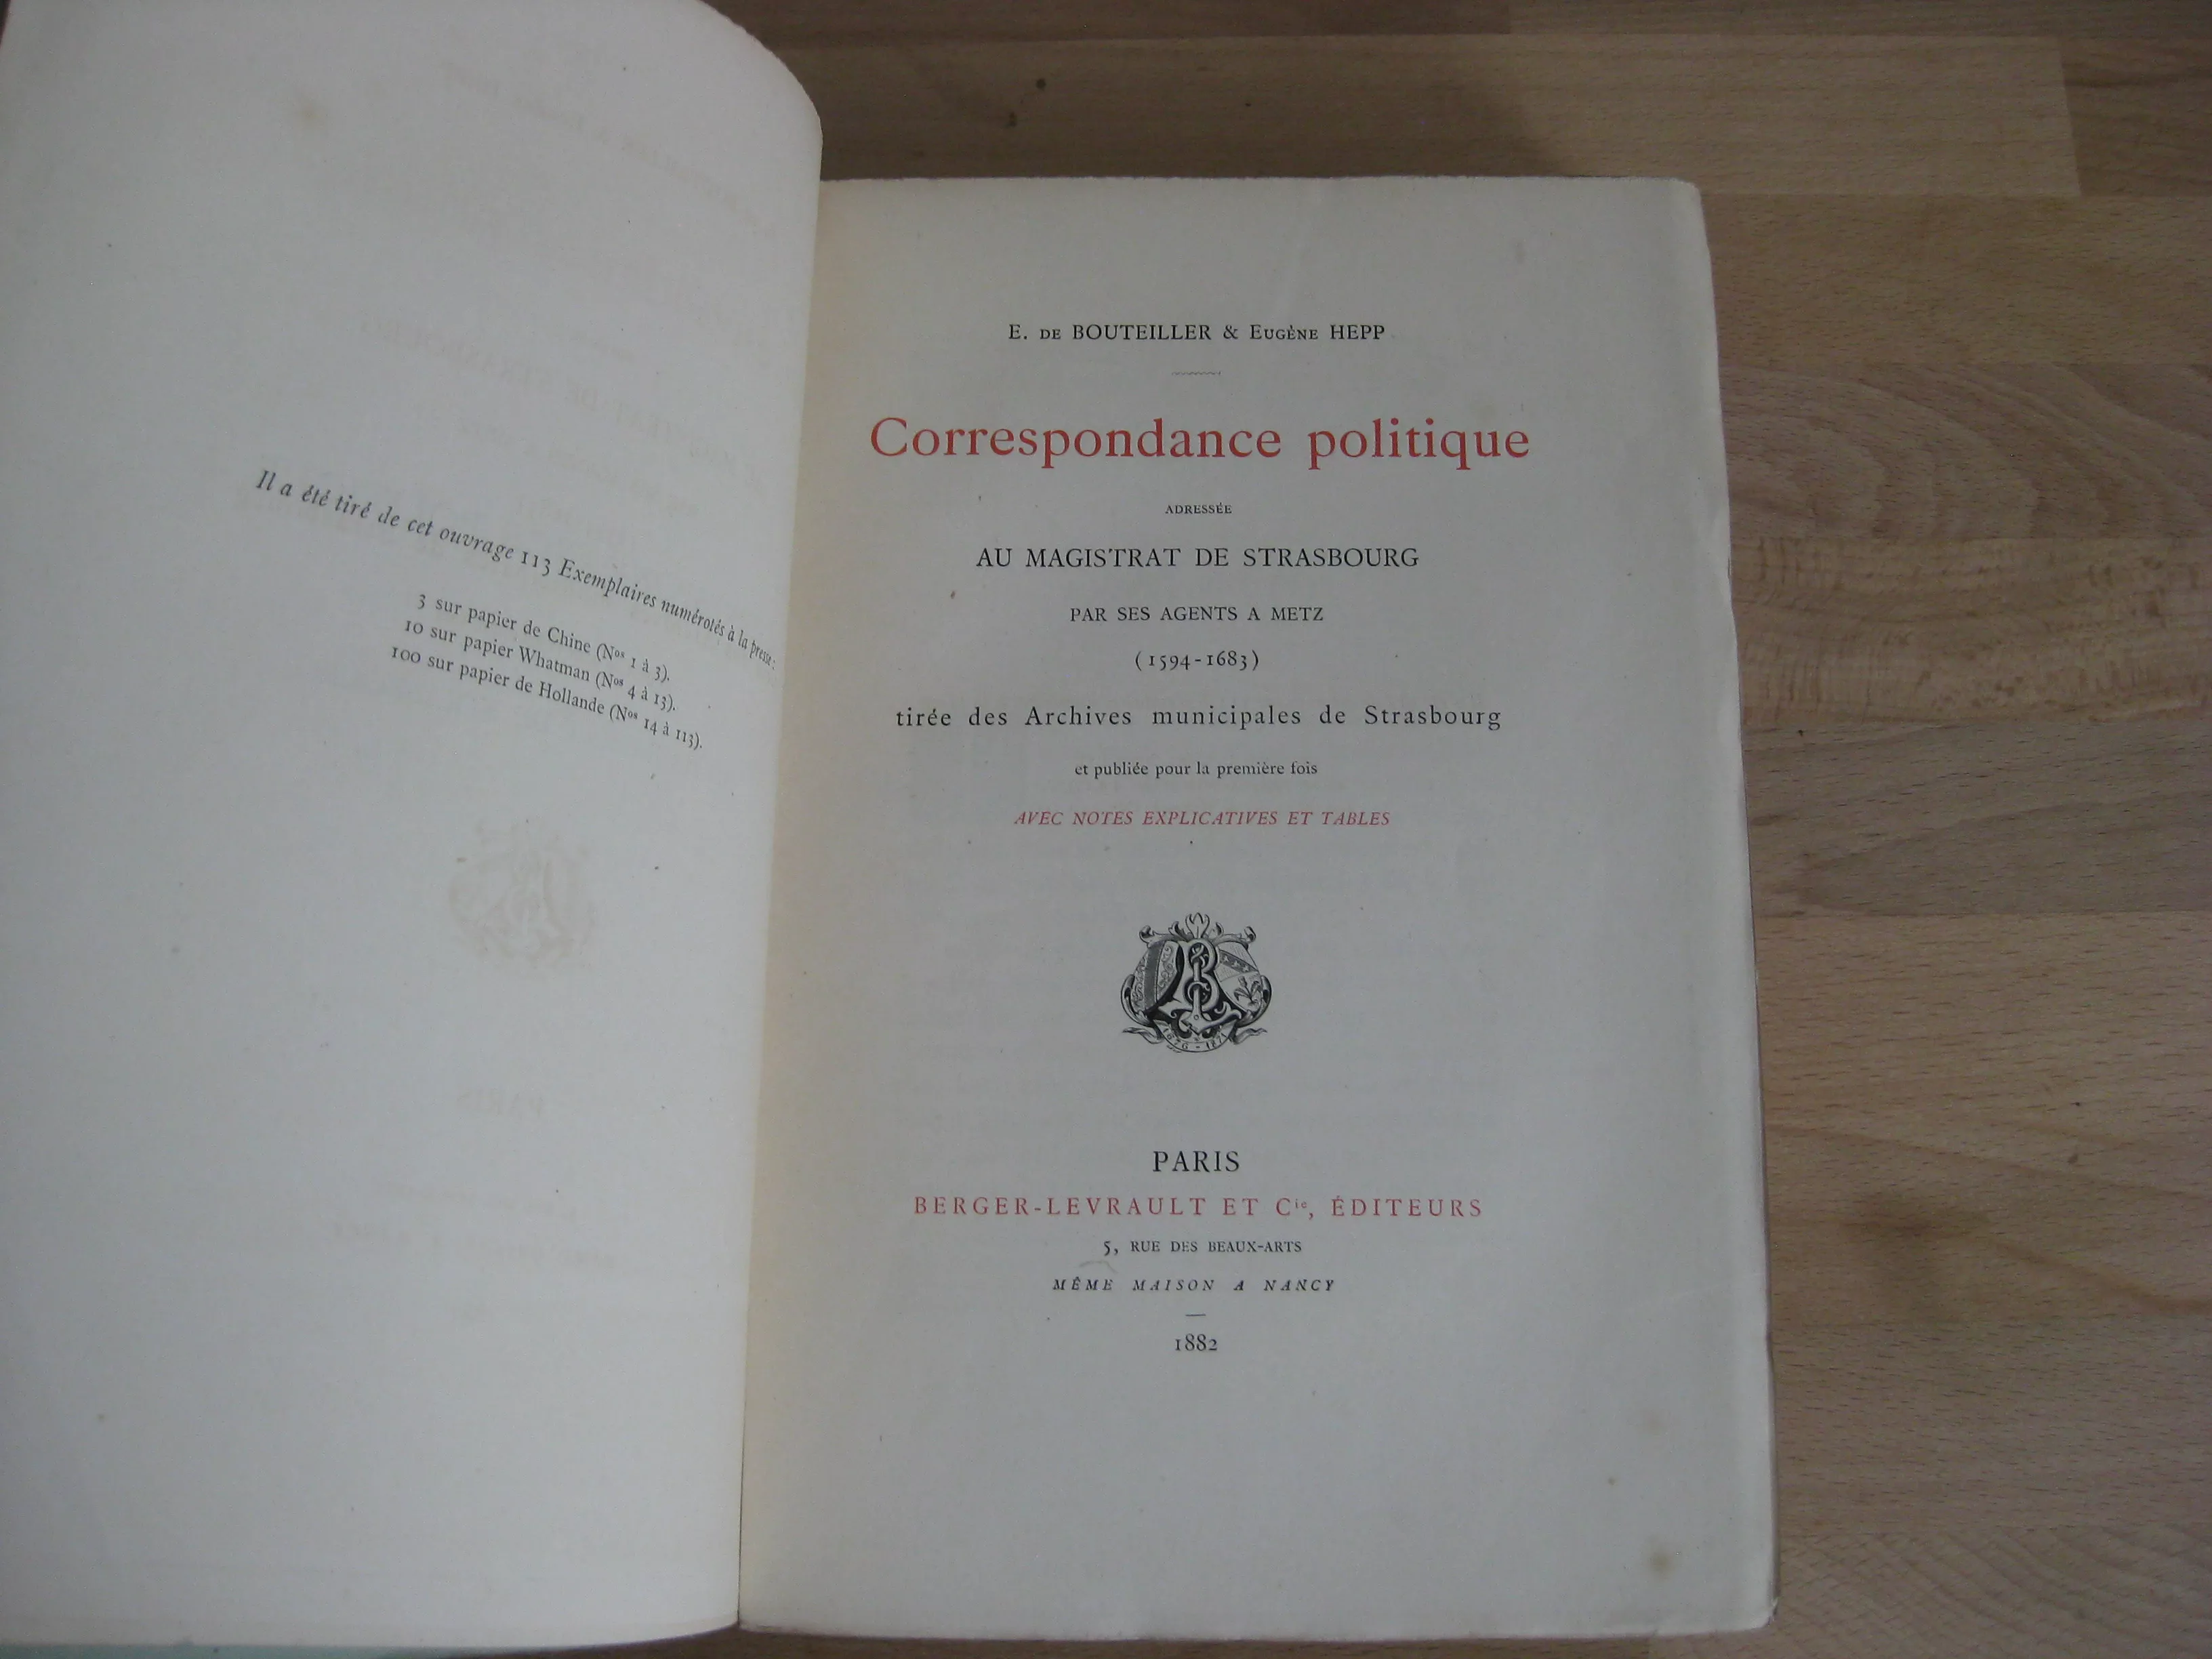 Il a été tiré de cet ouvrage 113 Exemplaires numérotés à la presse :
3 sur papier de Chine (Nos 1 à 3).
10 sur papier Whatman (Nos 4 à 13).
100 sur papier de Hollande (Nos 14 à 113).
E. DE BOUTEILLER & EUGÈNE HEPP
Correspondance politique
ADRESSÉE
AU MAGISTRAT DE STRASBOURG
PAR SES AGENTS A METZ
(1594-1683)
tirée des Archives municipales de Strasbourg
et publiée pour la première fois
AVEC NOTES EXPLICATIVES ET TABLES
PARIS
BERGER-LEVRAULT ET Cie, ÉDITEURS
5, RUE DES BEAUX-ARTS
MÊME MAISON A NANCY
1882